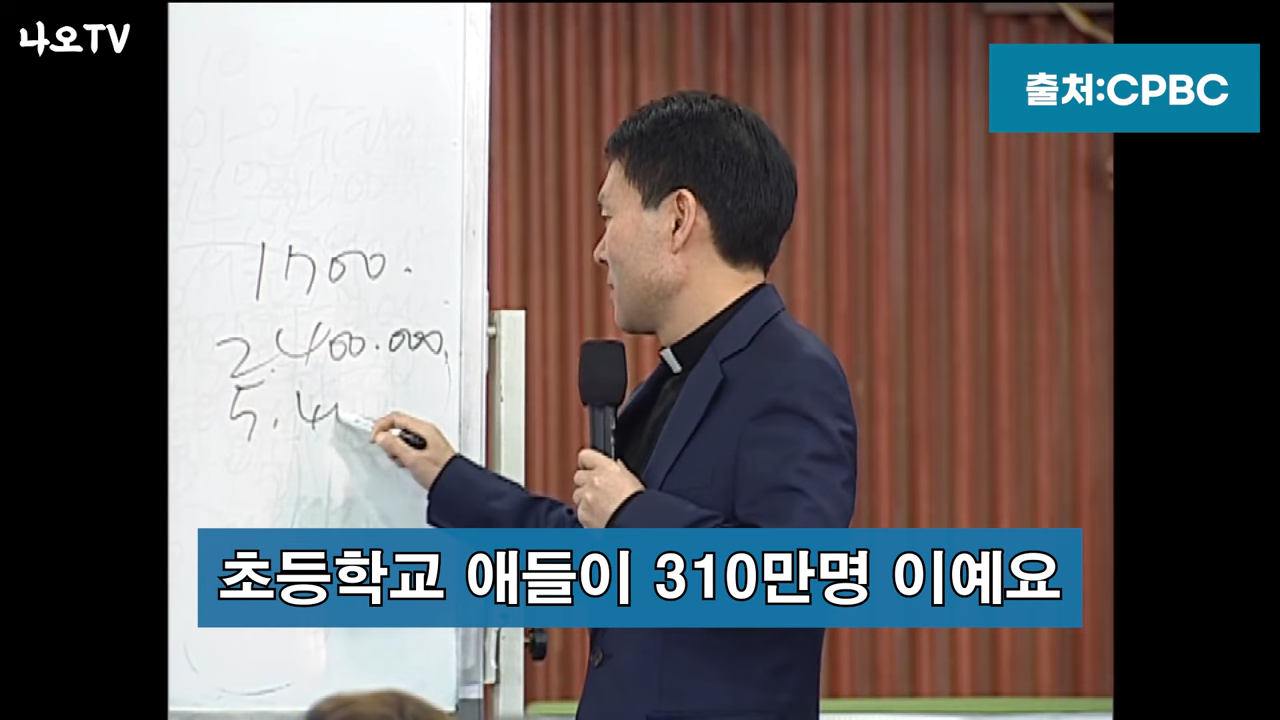 나오TV
출처:CPBC
1700.
2.400.000,
5.4
초등학교 애들이 310만명 이예요